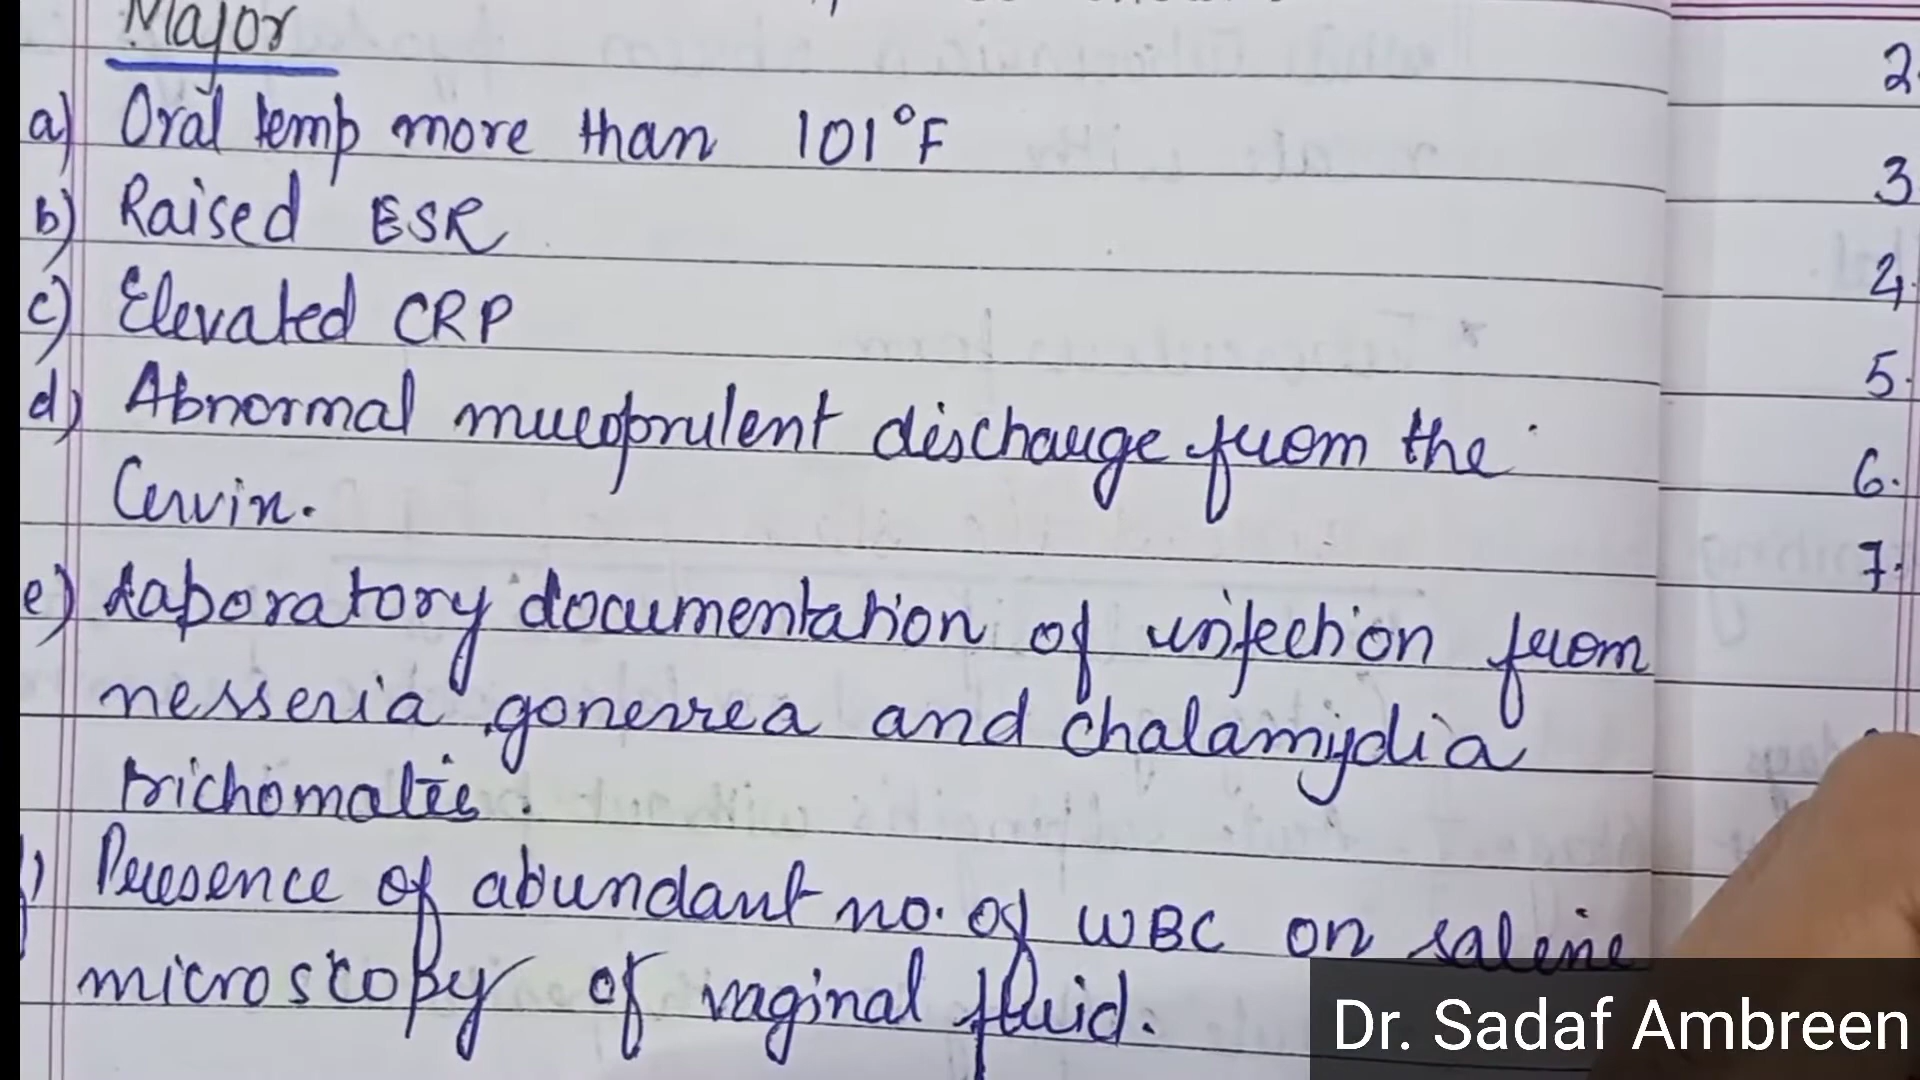 Major
a) Oral temp more than 101°F
b) Raised ESR
c) Elevated CRP
d) Abnormal mucoprulent discharge from the
Cervix.
e) Laboratory documentation of infection from
nesseria gonerrea and chalamydia
trichomatis.
f) Presence of abundant no. of WBC on saline
microscopy of vaginal fluid.
2.
3.
4.
5.
6.
7.
Dr. Sadaf Ambreen